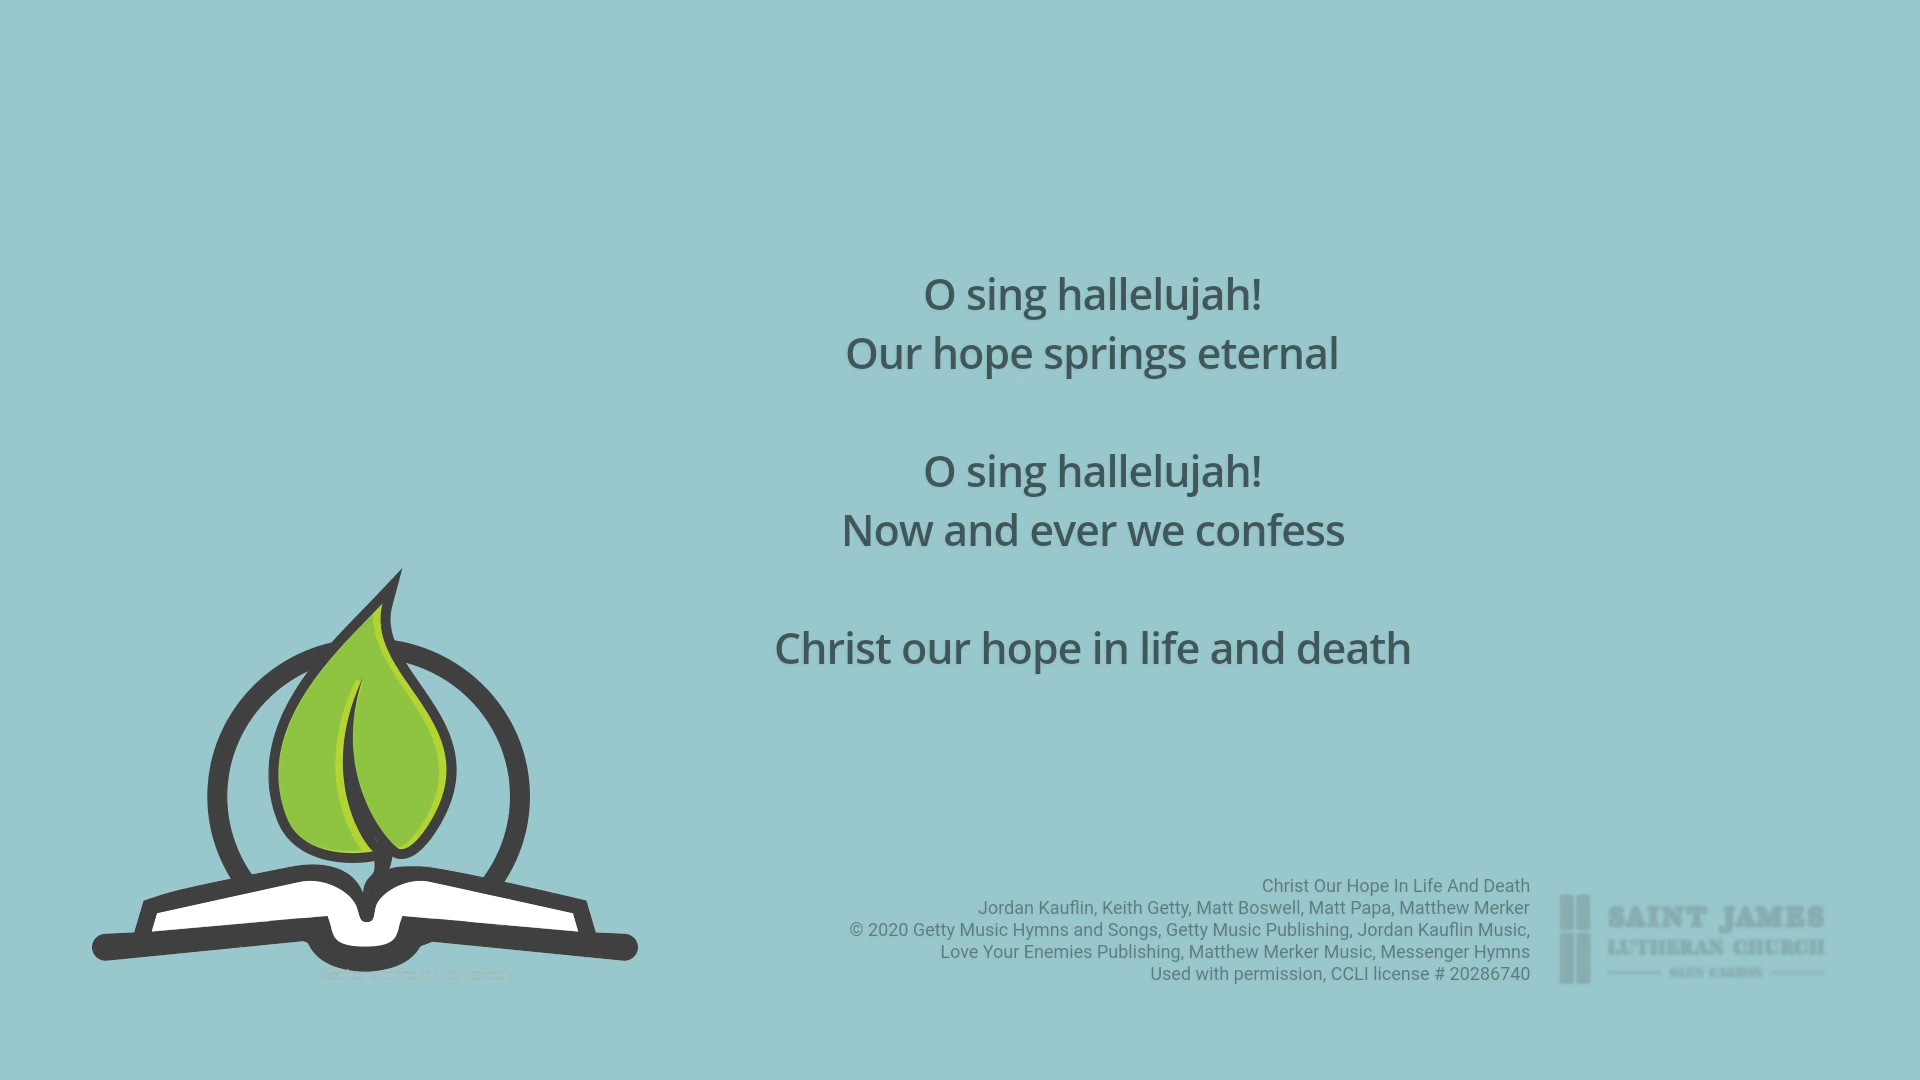 O sing hallelujah!
Our hope springs eternal
O sing hallelujah!
Now and ever we confess
Christ our hope in life and death
Christ Our Hope In Life And Death
Jordan Kauflin, Keith Getty, Matt Boswell, Matt Papa, Matthew Merker
© 2020 Getty Music Hymns and Songs, Getty Music Publishing, Jordan Kauflin Music,
Love Your Enemies Publishing, Matthew Merker Music, Messenger Hymns
Used with permission, CCLI license # 20286740
SAINT JAMES
LUTHERAN CHURCH
GLEN CARBON